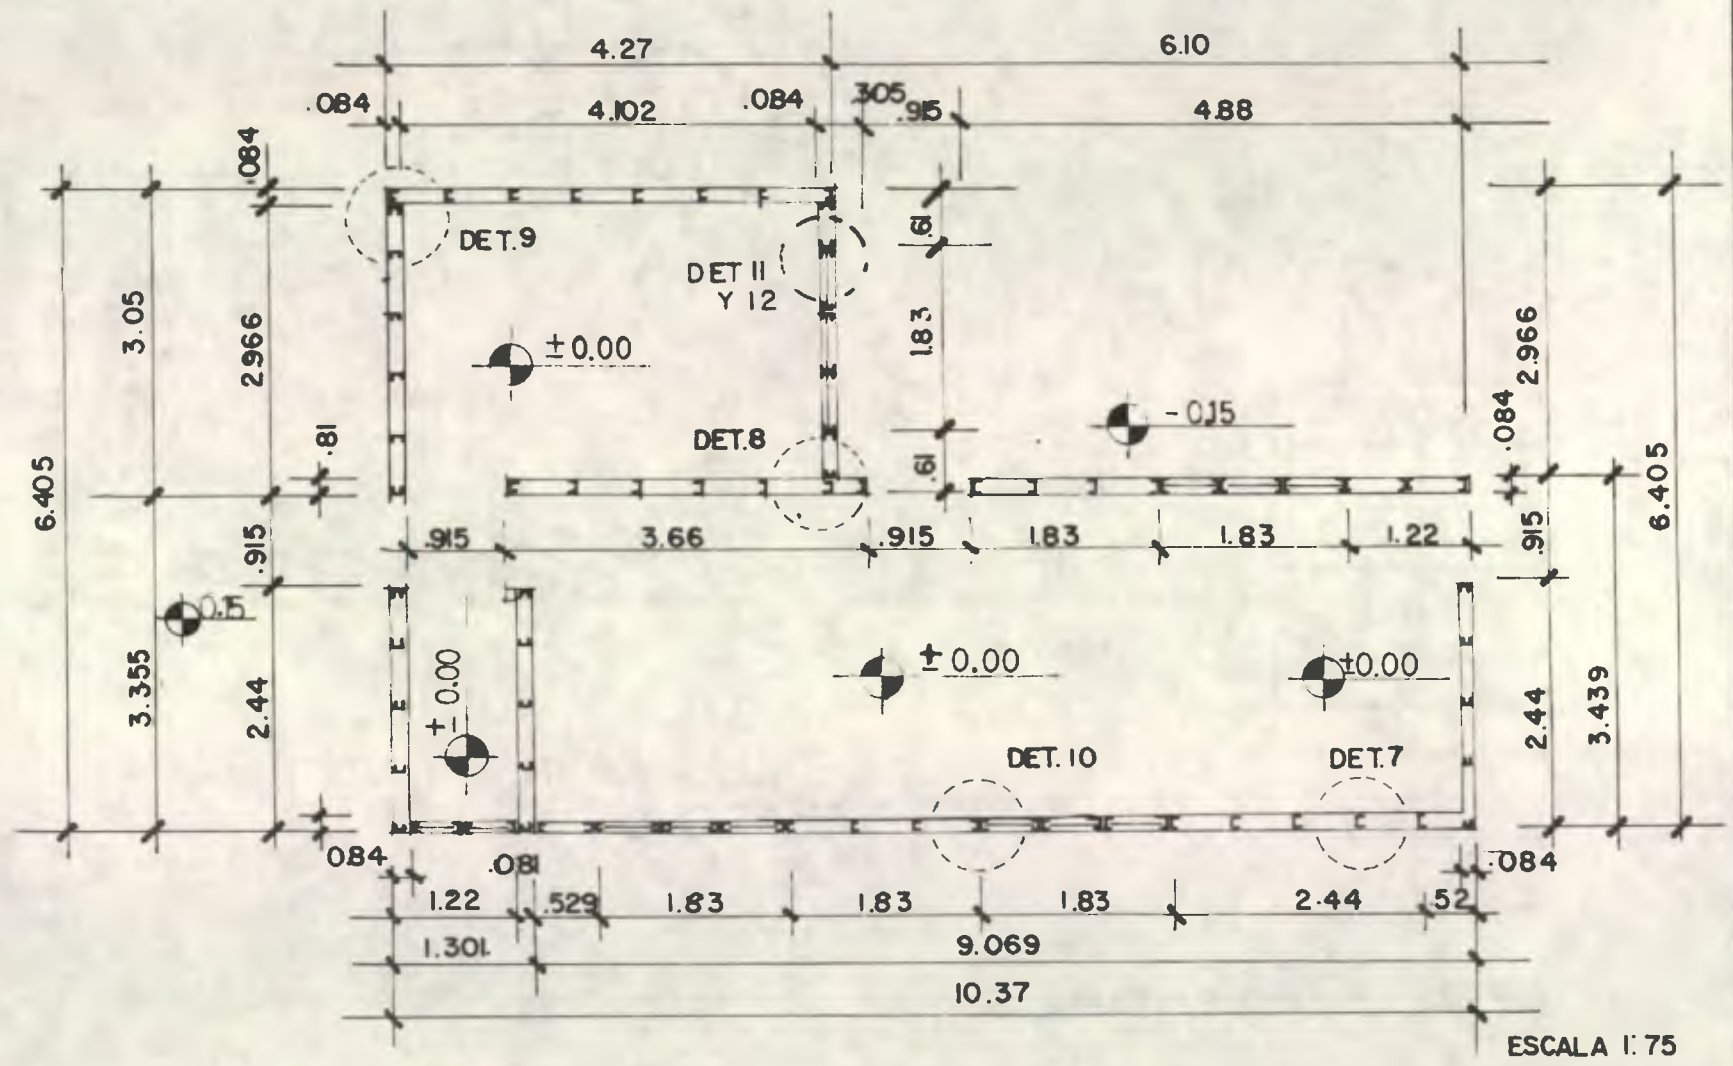 4.27 6.10
.084 4.102 .084 .305 .915 4.88
.084
DET.9
DET 11
Y 12
.61
3.05
2.966
1.83
2.966
±0.00
-0.15
.084
.81
DET.8
.61
6.405
6.405
.915
.915 3.66 .915 1.83 1.83 1.22
.915
0.15
±0.00
±0.00
±0.00
3.355
2.44
2.44
3.439
DET.10 DET.7
084 .081 .084
1.22 .529 1.83 1.83 1.83 2.44 .52
1.301 9.069
10.37
ESCALA 1:75